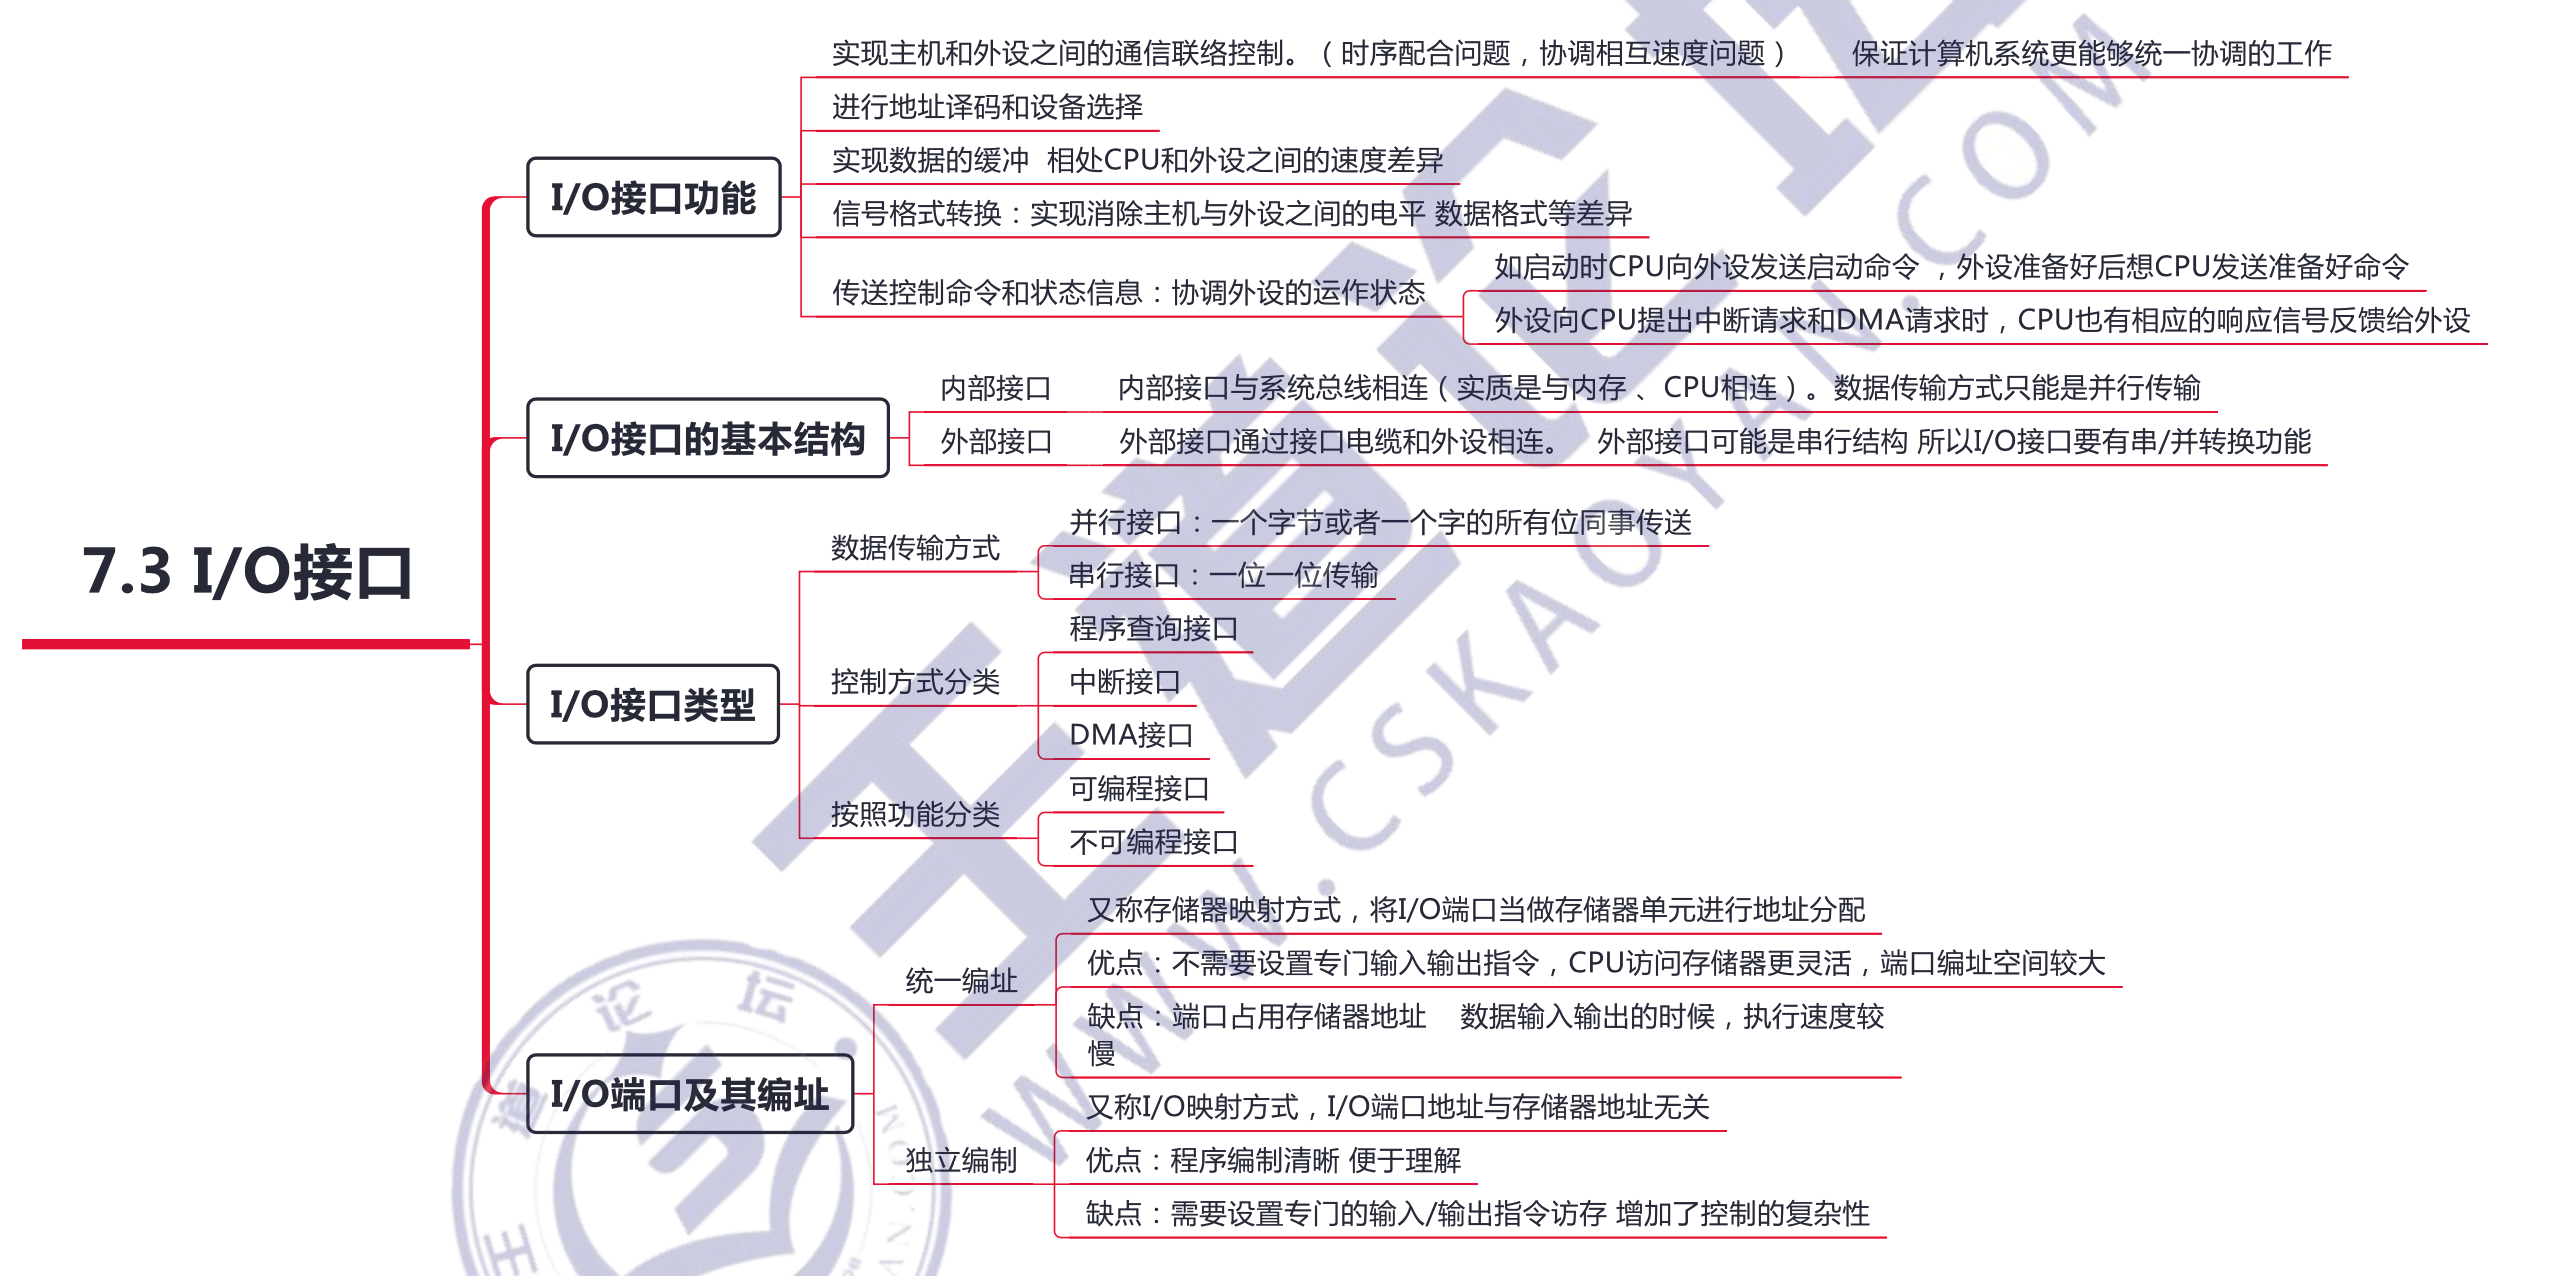 7.3 I/O接口
I/O接口功能
实现主机和外设之间的通信联络控制。（时序配合问题，协调相互速度问题）
保证计算机系统更能够统一协调的工作
进行地址译码和设备选择
实现数据的缓冲 相处CPU和外设之间的速度差异
信号格式转换：实现消除主机与外设之间的电平 数据格式等差异
传送控制命令和状态信息：协调外设的运作状态
如启动时CPU向外设发送启动命令 ，外设准备好后想CPU发送准备好命令
外设向CPU提出中断请求和DMA请求时，CPU也有相应的响应信号反馈给外设
I/O接口的基本结构
内部接口
内部接口与系统总线相连（实质是与内存 、CPU相连）。数据传输方式只能是并行传输
外部接口
外部接口通过接口电缆和外设相连。 外部接口可能是串行结构 所以I/O接口要有串/并转换功能
I/O接口类型
数据传输方式
并行接口：一个字节或者一个字的所有位同事传送
串行接口：一位一位传输
控制方式分类
程序查询接口
中断接口
DMA接口
按照功能分类
可编程接口
不可编程接口
I/O端口及其编址
统一编址
又称存储器映射方式，将I/O端口当做存储器单元进行地址分配
优点：不需要设置专门输入输出指令，CPU访问存储器更灵活，端口编址空间较大
缺点：端口占用存储器地址 数据输入输出的时候，执行速度较
慢
独立编制
又称I/O映射方式，I/O端口地址与存储器地址无关
优点：程序编制清晰 便于理解
缺点：需要设置专门的输入/输出指令访存 增加了控制的复杂性
王道论坛
WWW.CSKAOYAN.COM
王道论坛